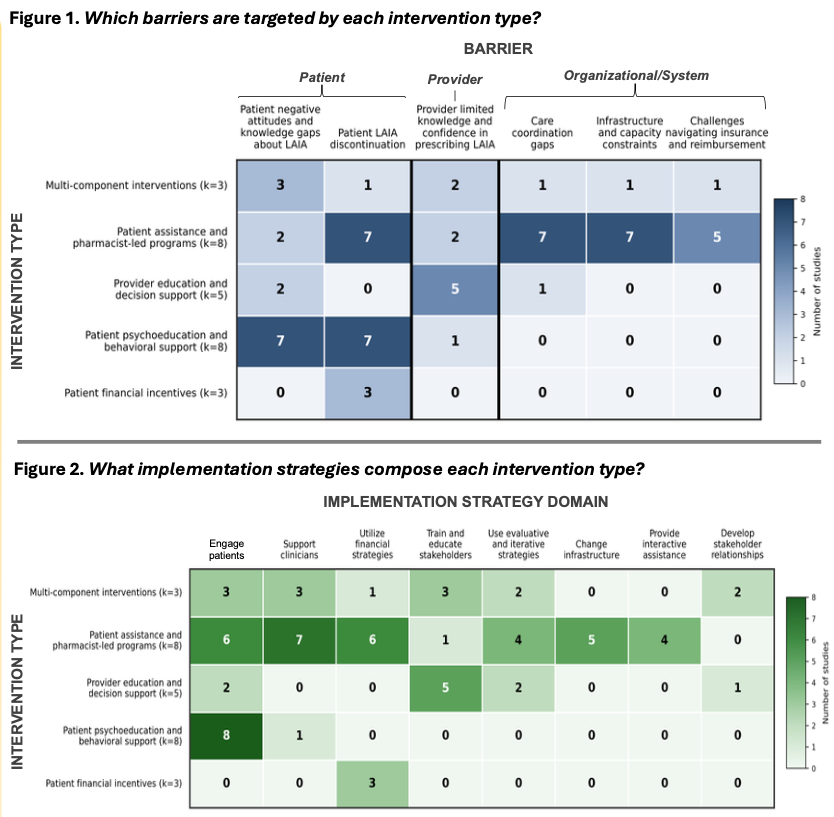 Figure 1. Which barriers are targeted by each intervention type?
BARRIER
Patient
Provider
Organizational/System
Patient negative
attitudes and
knowledge gaps
about LAIA
Patient LAIA
discontinuation
Provider limited
knowledge and
confidence in
prescribing LAIA
Care
coordination
gaps
Infrastructure
and capacity
constraints
Challenges
navigating insurance
and reimbursement
INTERVENTION TYPE
Multi-component interventions (k=3)
3 1 2 1 1 1
Patient assistance and
pharmacist-led programs (k=8)
2 7 2 7 7 5
Provider education and
decision support (k=5)
2 0 5 1 0 0
Patient psychoeducation and
behavioral support (k=8)
7 7 1 0 0 0
Patient financial incentives (k=3)
0 3 0 0 0 0
8
7
6
5
4
3
2
1
0
Number of studies
Figure 2. What implementation strategies compose each intervention type?
IMPLEMENTATION STRATEGY DOMAIN
Engage
patients
Support
clinicians
Utilize
financial
strategies
Train and
educate
stakeholders
Use evaluative
and iterative
strategies
Change
infrastructure
Provide
interactive
assistance
Develop
stakeholder
relationships
INTERVENTION TYPE
Multi-component interventions (k=3)
3 3 1 3 2 0 0 2
Patient assistance and
pharmacist-led programs (k=8)
6 7 6 1 4 5 4 0
Provider education and
decision support (k=5)
2 0 0 5 2 0 0 1
Patient psychoeducation and
behavioral support (k=8)
8 1 0 0 0 0 0 0
Patient financial incentives (k=3)
0 0 3 0 0 0 0 0
8
7
6
5
4
3
2
1
0
Number of studies